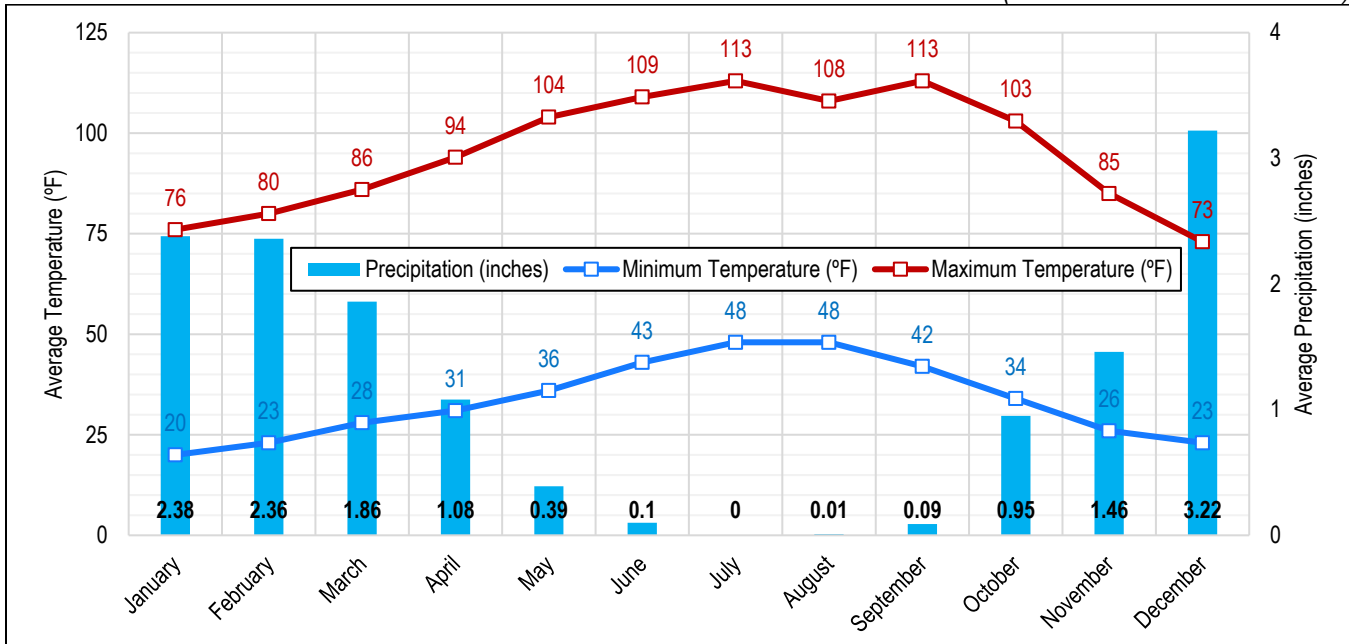 (
)
125
100
75
50
25
0
Average Temperature (ºF)
4
3
2
1
0
Average Precipitation (inches)
76 80 86 94 104 109 113 108 113 103 85 73
Precipitation (inches) Minimum Temperature (ºF) Maximum Temperature (ºF)
20 23 28 31 36 43 48 48 42 34 26 23
2.38 2.36 1.86 1.08 0.39 0.1 0 0.01 0.09 0.95 1.46 3.22
January February March April May June July August September October November December